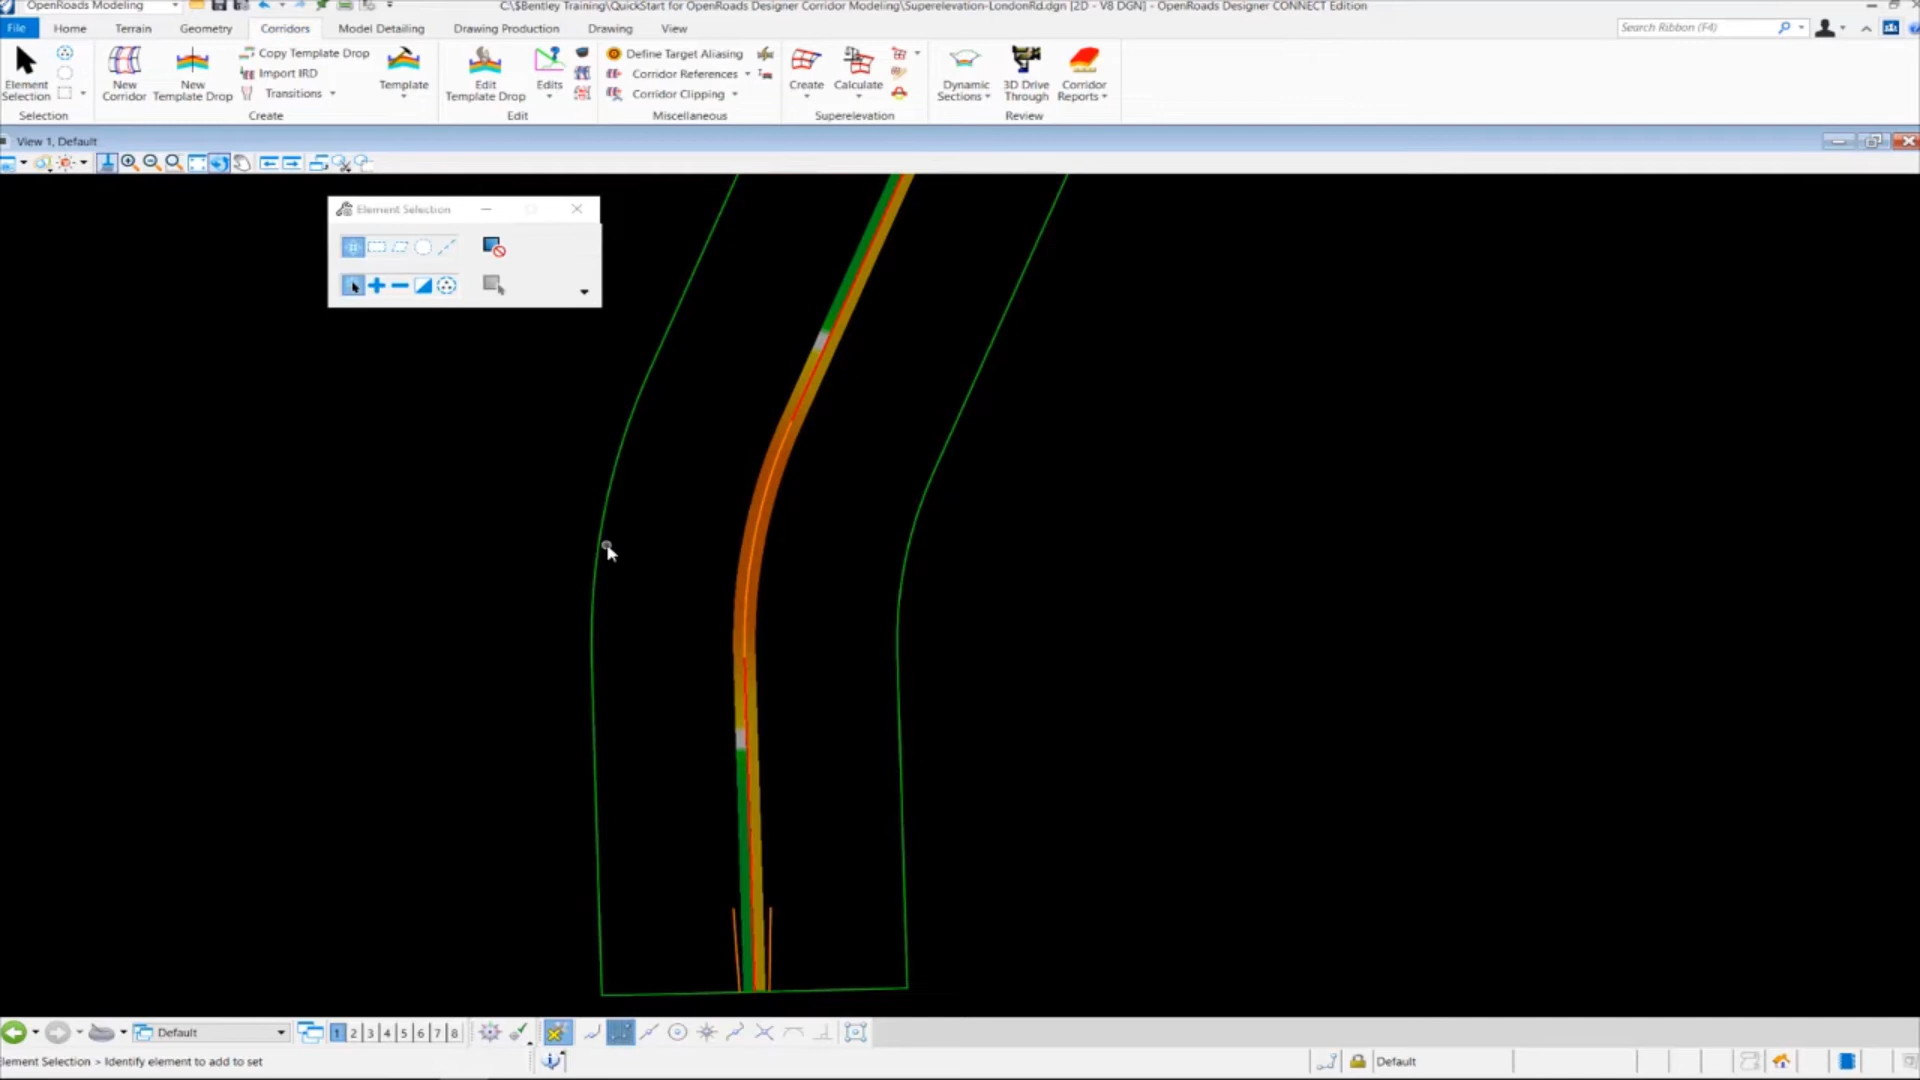 OpenRoads Modeling
C:\$Bentley Training\QuickStart for OpenRoads Designer Corridor Modeling\Superelevation-LondonRd.dgn [2D - V8 DGN] - OpenRoads Designer CONNECT Edition
File Home Terrain Geometry Corridors Model Detailing Drawing Production Drawing View
Search Ribbon (F4)
Element Selection
New Corridor
New Template Drop
Copy Template Drop
Import IRD
Transitions
Template
Edit Template Drop
Edits
Define Target Aliasing
Corridor References
Corridor Clipping
Create
Calculate
Dynamic Sections
3D Drive Through
Corridor Reports
Selection Create Edit Miscellaneous Superelevation Review
View 1, Default
Element Selection
Default
1 2 3 4 5 6 7 8
Element Selection > Identify element to add to set
Default